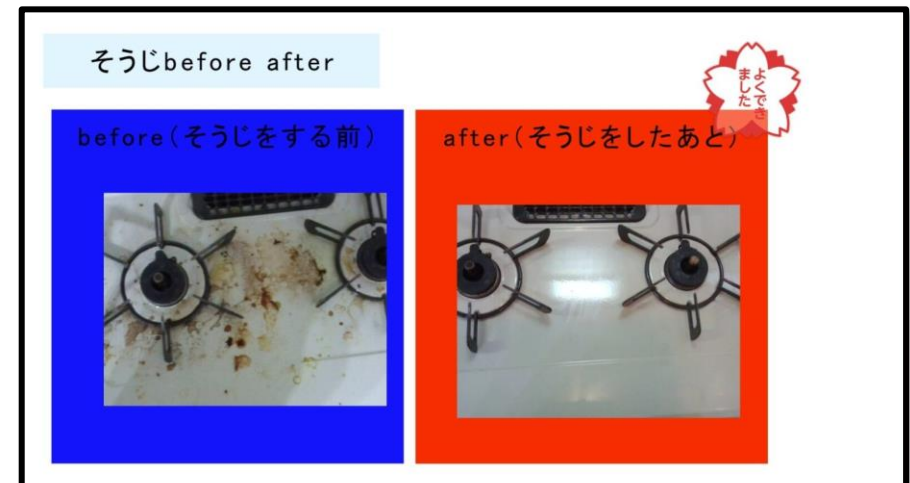 そうじbefore after
よくでき
ました
before(そうじをする前)
after(そうじをしたあと)